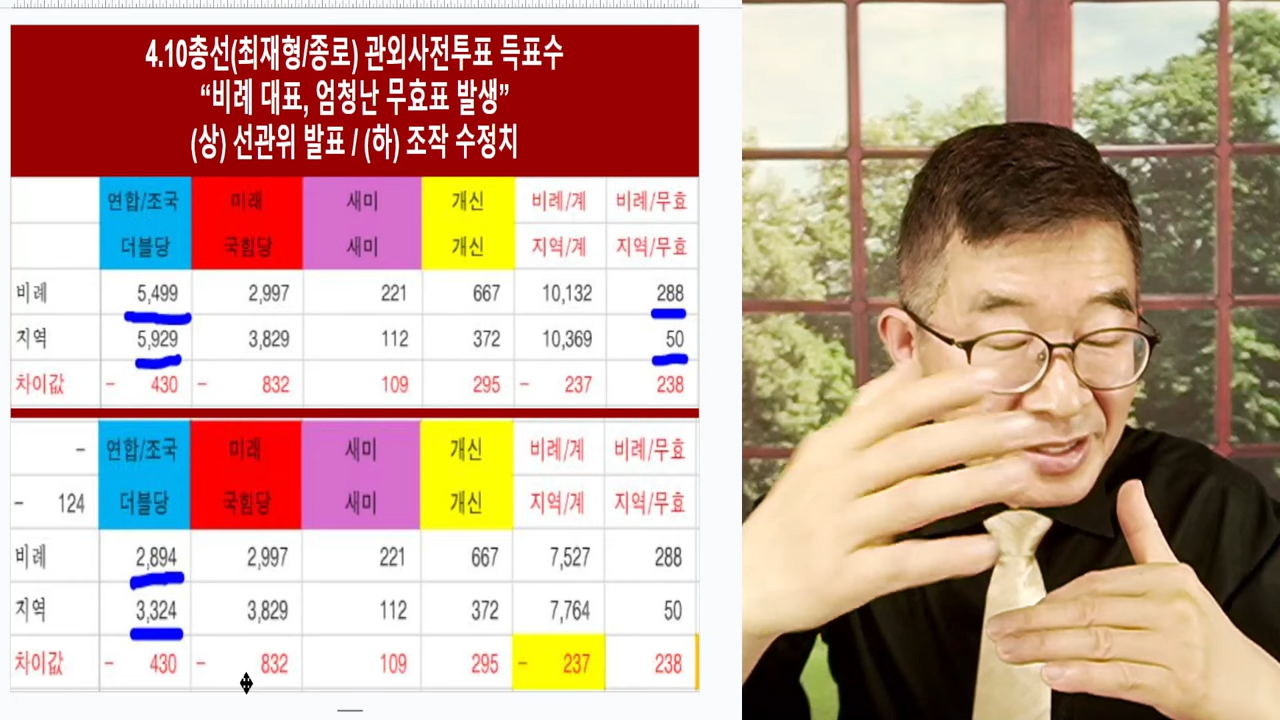 4.10총선(최재형/종로) 관외사전투표 득표수
“비례 대표, 엄청난 무효표 발생”
(상) 선관위 발표 / (하) 조작 수정치
연합/조국 미래 새미 개신 비례/계 비례/무효
더블당 국힘당 새미 개신 지역/계 지역/무효
비례 5,499 2,997 221 667 10,132 288
지역 5,929 3,829 112 372 10,369 50
차이값 - 430 - 832 109 295 - 237 238
- 연합/조국 미래 새미 개신 비례/계 비례/무효
- 124 더블당 국힘당 새미 개신 지역/계 지역/무효
비례 2,894 2,997 221 667 7,527 288
지역 3,324 3,829 112 372 7,764 50
차이값 - 430 - 832 109 295 - 237 238